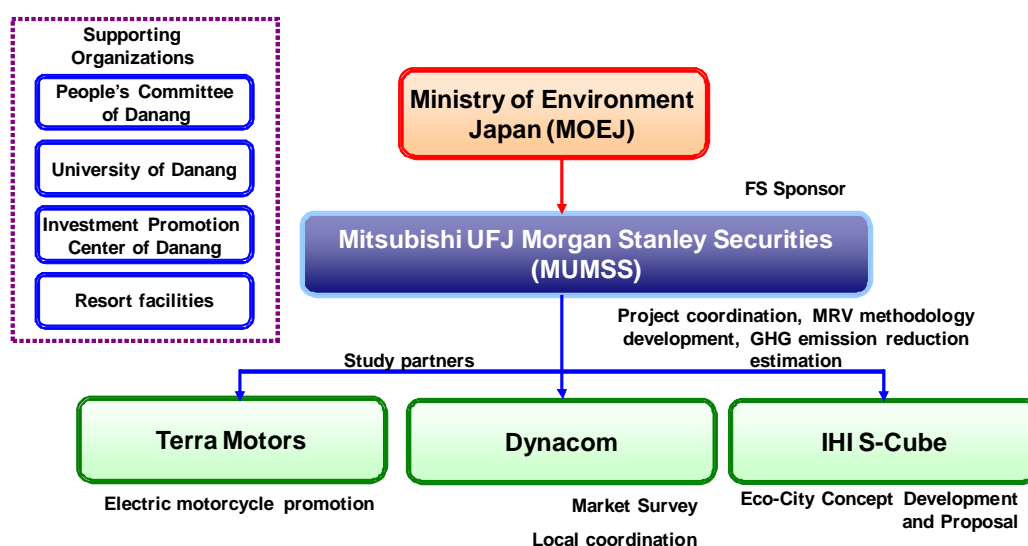 Supporting
Organizations
People's Committee
of Danang
University of Danang
Investment Promotion
Center of Danang
Resort facilities
Ministry of Environment
Japan (MOEJ)
FS Sponsor
Mitsubishi UFJ Morgan Stanley Securities
(MUMSS)
Project coordination, MRV methodology
development, GHG emission reduction
estimation
Study partners
Terra Motors
Dynacom
IHI S-Cube
Electric motorcycle promotion
Market Survey
Local coordination
Eco-City Concept Development
and Proposal